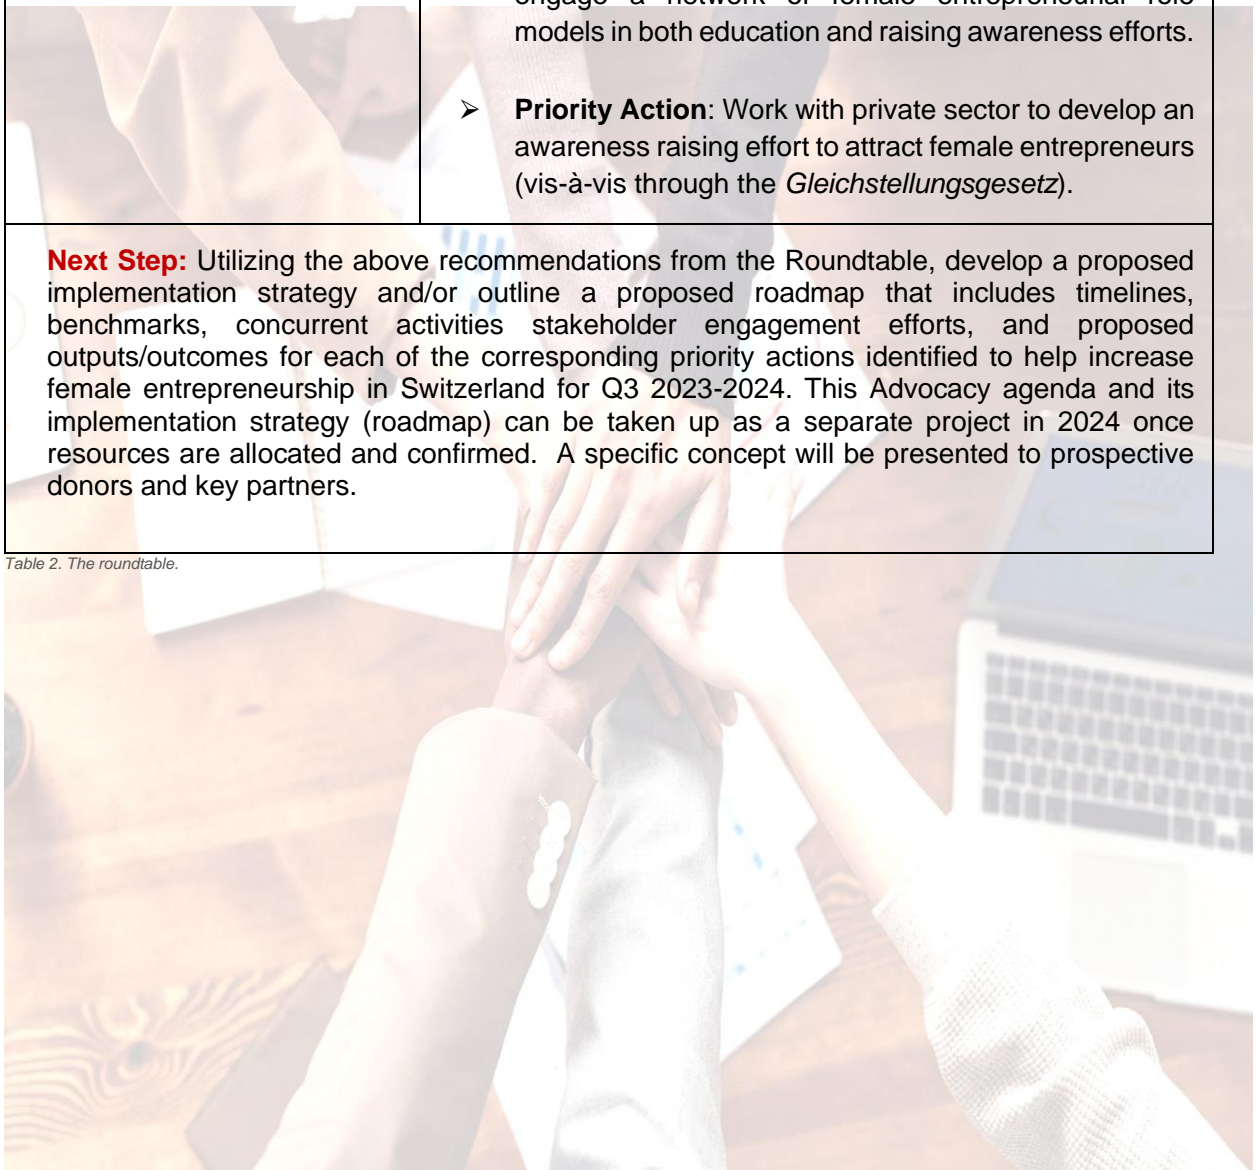 engage a network of female entrepreneurial role
models in both education and raising awareness efforts.
➢ Priority Action: Work with private sector to develop an
awareness raising effort to attract female entrepreneurs
(vis-à-vis through the Gleichstellungsgesetz).
Next Step: Utilizing the above recommendations from the Roundtable, develop a proposed
implementation strategy and/or outline a proposed roadmap that includes timelines,
benchmarks, concurrent activities stakeholder engagement efforts, and proposed
outputs/outcomes for each of the corresponding priority actions identified to help increase
female entrepreneurship in Switzerland for Q3 2023-2024. This Advocacy agenda and its
implementation strategy (roadmap) can be taken up as a separate project in 2024 once
resources are allocated and confirmed. A specific concept will be presented to prospective
donors and key partners.
Table 2. The roundtable.